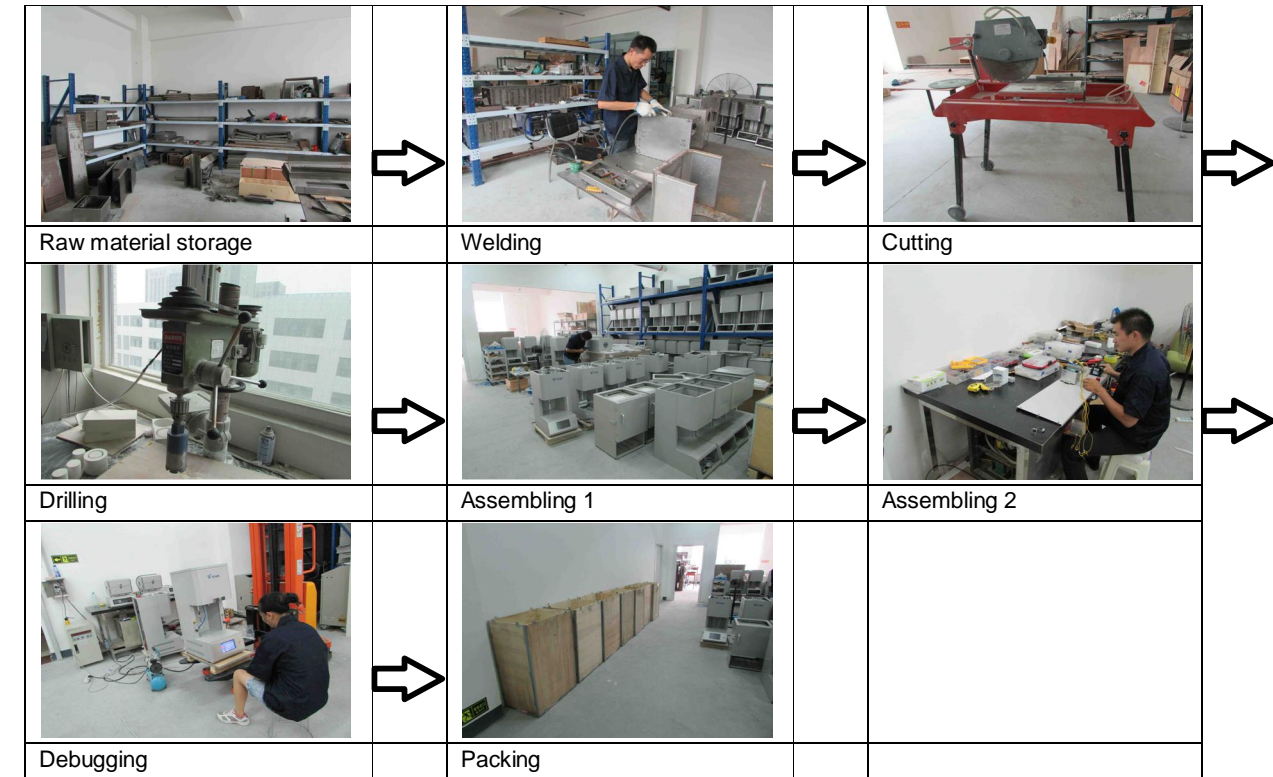 Raw material storage
Welding
Cutting
Drilling
Assembling 1
Assembling 2
Debugging
Packing